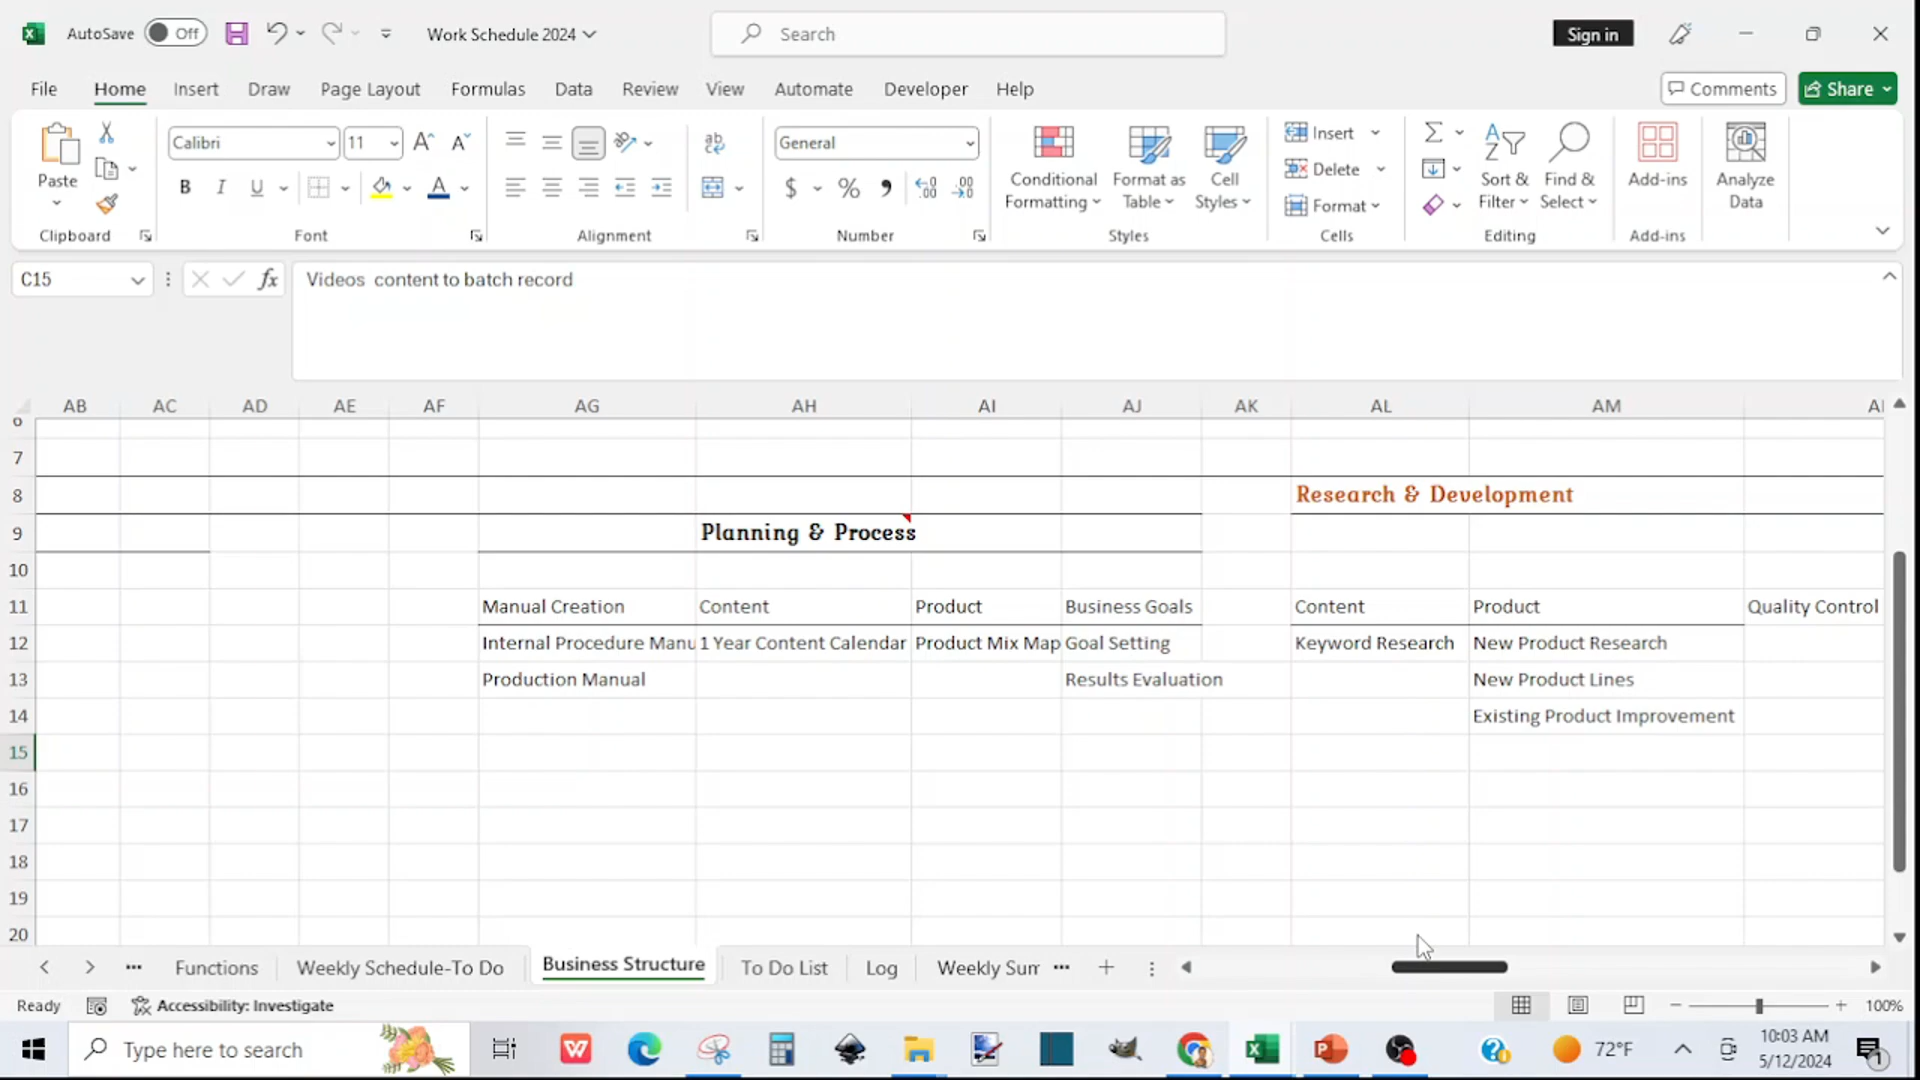 AutoSave Off Work Schedule 2024 Search Sign in
File Home Insert Draw Page Layout Formulas Data Review View Automate Developer Help Comments Share
Calibri 11 General
Paste
B I U
$ % 9
Conditional Formatting
Format as Table
Cell Styles
Insert
Delete
Format
Sort & Filter
Find & Select
Add-ins
Analyze Data
Clipboard Font Alignment Number Styles Cells Editing Add-ins
C15 fx Videos content to batch record
AB AC AD AE AF AG AH AI AJ AK AL AM
6
7
8 Research & Development
9 Planning & Process
10
11 Manual Creation Content Product Business Goals Content Product Quality Control
12 Internal Procedure Manu 1 Year Content Calendar Product Mix Map Goal Setting Keyword Research New Product Research
13 Production Manual Results Evaluation New Product Lines
14 Existing Product Improvement
15
16
17
18
19
20
Functions Weekly Schedule-To Do Business Structure To Do List Log Weekly Sum
Ready Accessibility: Investigate 100%
Type here to search 72°F 10:03 AM
5/12/2024